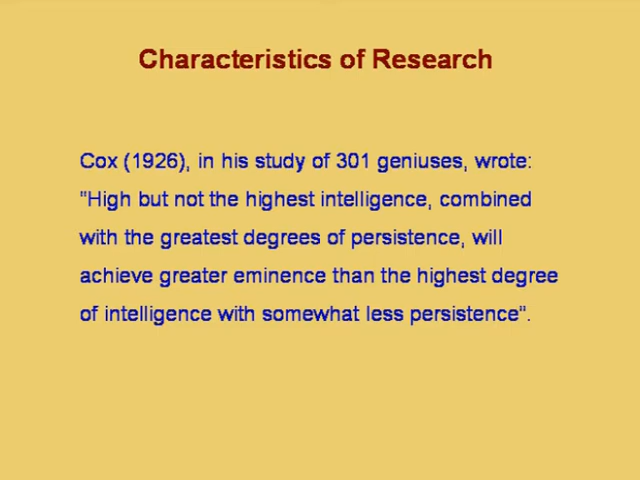 Characteristics of Research
Cox (1926), in his study of 301 geniuses, wrote:
"High but not the highest intelligence, combined
with the greatest degrees of persistence, will
achieve greater eminence than the highest degree
of intelligence with somewhat less persistence".